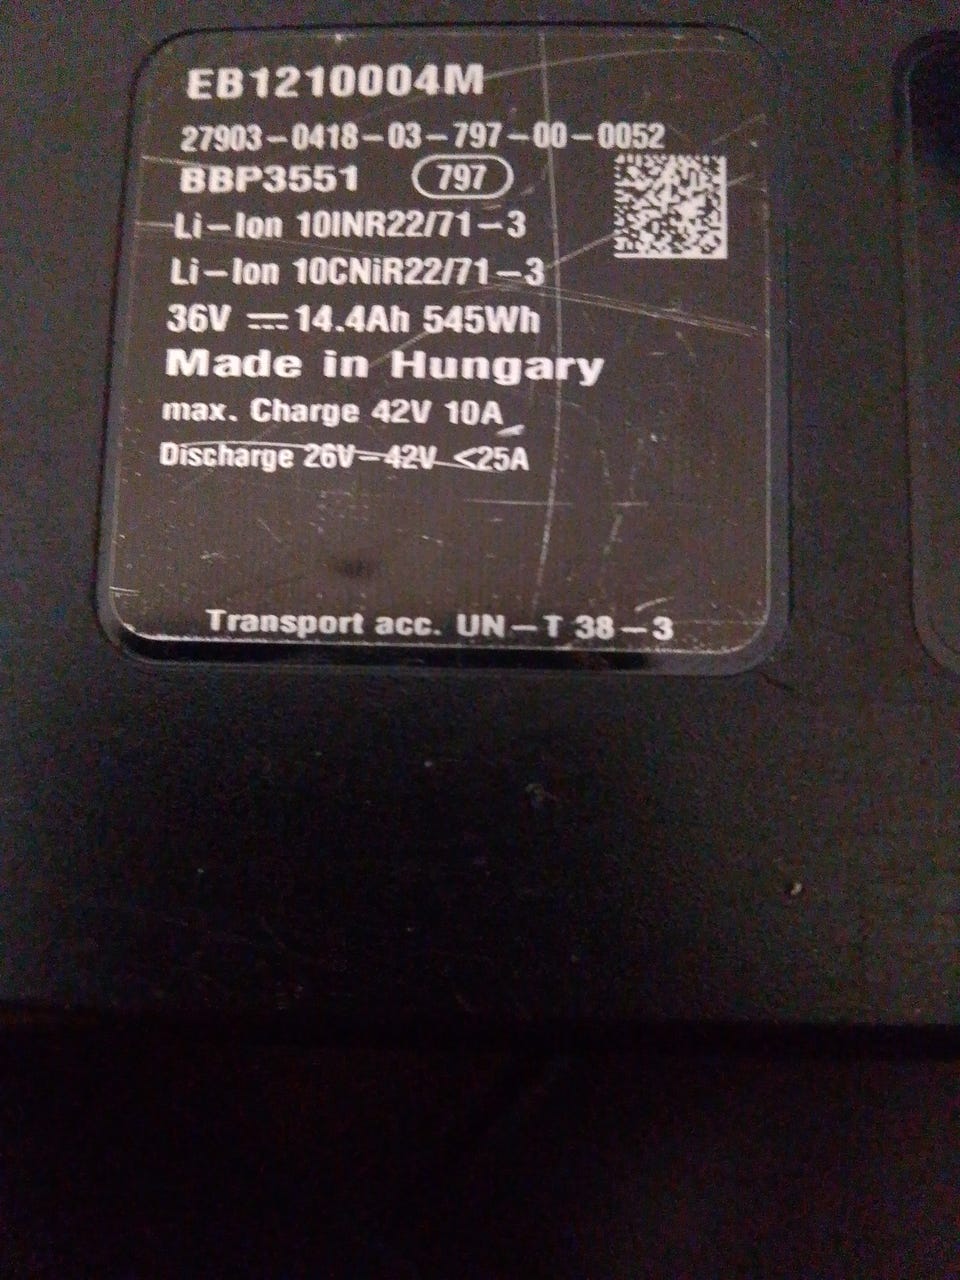 EB1210004M
27903-0418-03-797-00-0052
BBP3551 797
Li-Ion 10INR22/71-3
Li-Ion 10CNiR22/71-3
36V ⎓ 14.4Ah 545Wh
Made in Hungary
max. Charge 42V 10A
Discharge 26V-42V <25A
Transport acc. UN-T 38-3